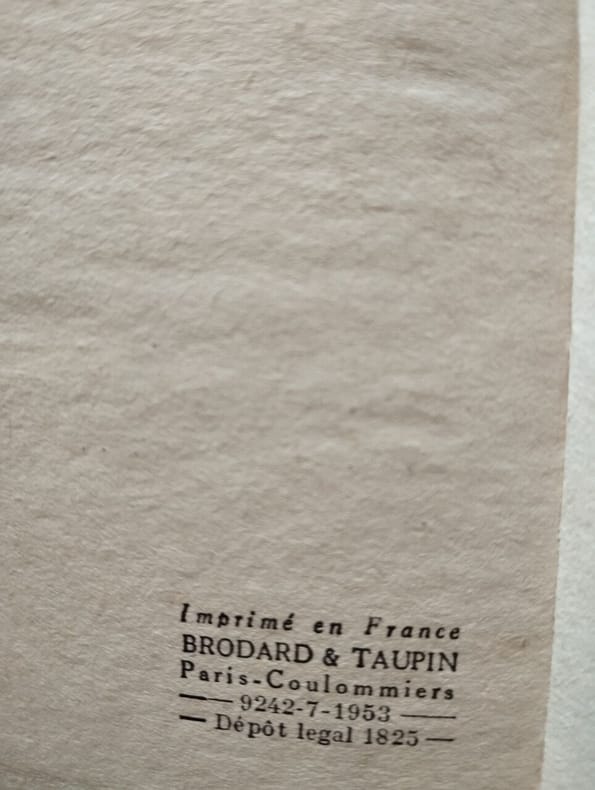 Imprimé en France
BRODARD & TAUPIN
Paris-Coulommiers
—— 9242-7-1953 ——
— Dépôt legal 1825 —